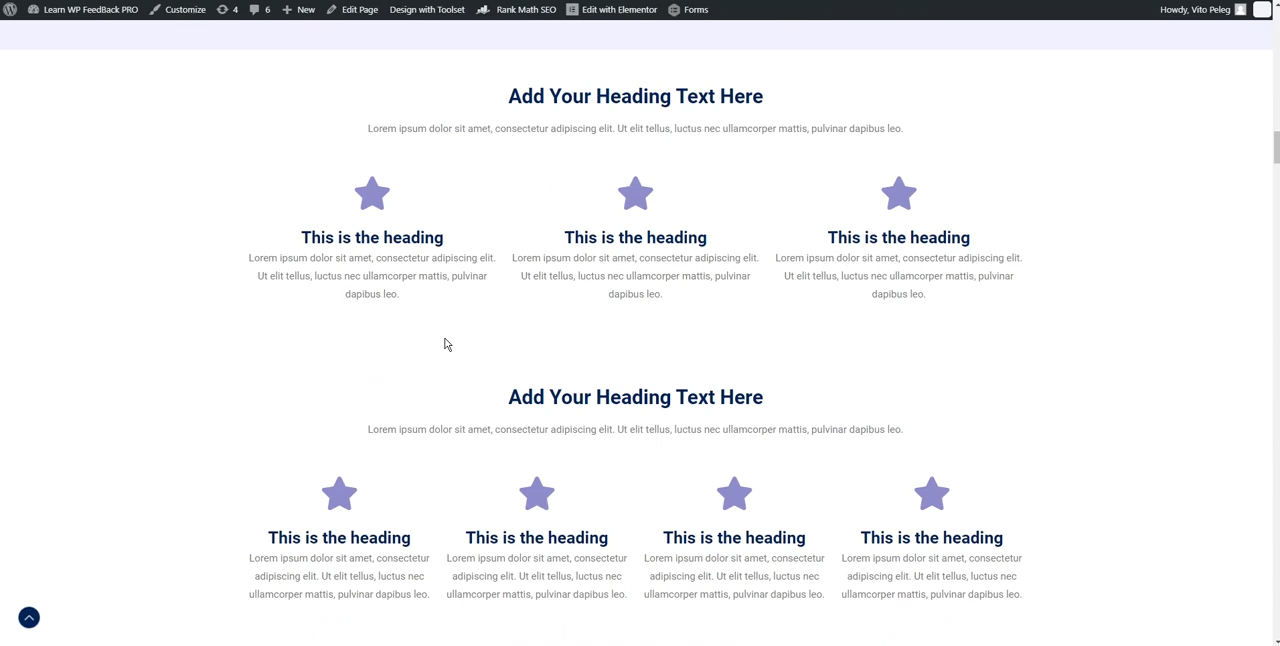 Learn WP FeedBack PRO Customize 4 6 New Edit Page Design with Toolset Rank Math SEO Edit with Elementor Forms Howdy, Vito Peleg
Add Your Heading Text Here
Lorem ipsum dolor sit amet, consectetur adipiscing elit. Ut elit tellus, luctus nec ullamcorper mattis, pulvinar dapibus leo.
This is the heading
Lorem ipsum dolor sit amet, consectetur adipiscing elit.
Ut elit tellus, luctus nec ullamcorper mattis, pulvinar
dapibus leo.
This is the heading
Lorem ipsum dolor sit amet, consectetur adipiscing elit.
Ut elit tellus, luctus nec ullamcorper mattis, pulvinar
dapibus leo.
This is the heading
Lorem ipsum dolor sit amet, consectetur adipiscing elit.
Ut elit tellus, luctus nec ullamcorper mattis, pulvinar
dapibus leo.
Add Your Heading Text Here
Lorem ipsum dolor sit amet, consectetur adipiscing elit. Ut elit tellus, luctus nec ullamcorper mattis, pulvinar dapibus leo.
This is the heading
Lorem ipsum dolor sit amet, consectetur
adipiscing elit. Ut elit tellus, luctus nec
ullamcorper mattis, pulvinar dapibus leo.
This is the heading
Lorem ipsum dolor sit amet, consectetur
adipiscing elit. Ut elit tellus, luctus nec
ullamcorper mattis, pulvinar dapibus leo.
This is the heading
Lorem ipsum dolor sit amet, consectetur
adipiscing elit. Ut elit tellus, luctus nec
ullamcorper mattis, pulvinar dapibus leo.
This is the heading
Lorem ipsum dolor sit amet, consectetur
adipiscing elit. Ut elit tellus, luctus nec
ullamcorper mattis, pulvinar dapibus leo.